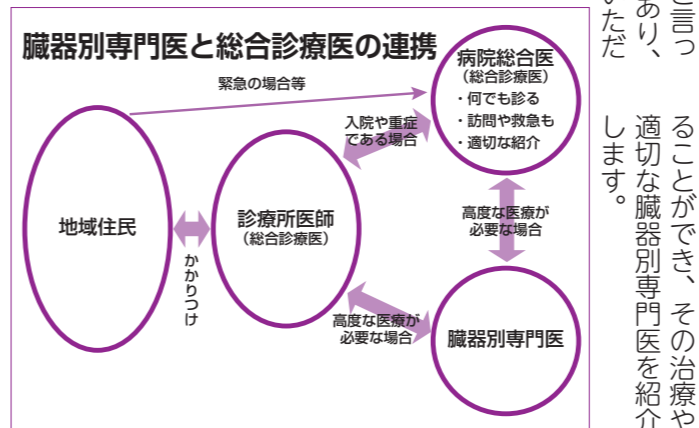 と言っ
あり、
いただ
ることができ、その治療や
適切な臓器別専門医を紹介
します。
臓器別専門医と総合診療医の連携
緊急の場合等
病院総合医
(総合診療医)
・何でも診る
・訪問や救急も
・適切な紹介
入院や重症
である場合
地域住民
かかりつけ
診療所医師
(総合診療医)
高度な医療が
必要な場合
高度な医療が
必要な場合
臓器別専門医